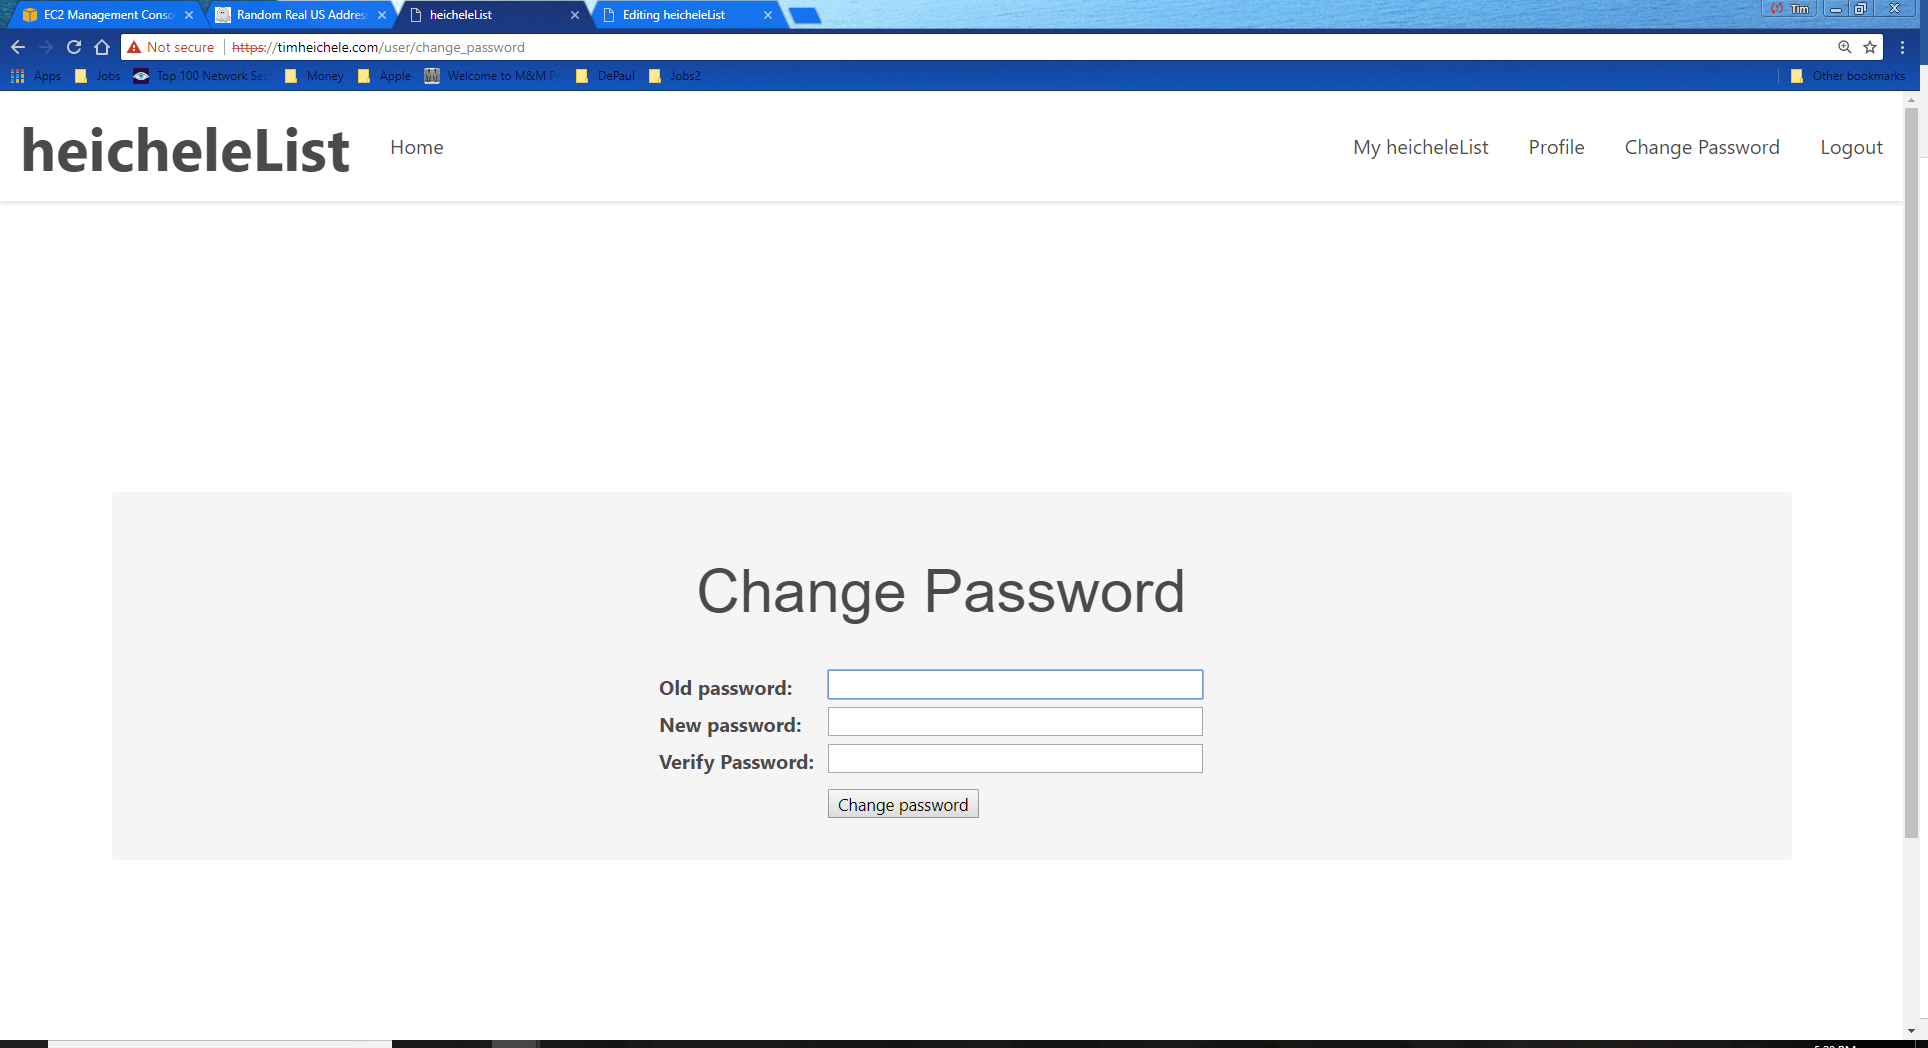 EC2 Management Conso
Random Real US Address
heicheleList
Editing heicheleList
Tim
Not secure
https://timheichele.com/user/change_password
Apps
Jobs
Top 100 Network Sec
Money
Apple
Welcome to M&M P
DePaul
Jobs2
Other bookmarks
heicheleList
Home
My heicheleList
Profile
Change Password
Logout
Change Password
Old password:
New password:
Verify Password:
Change password